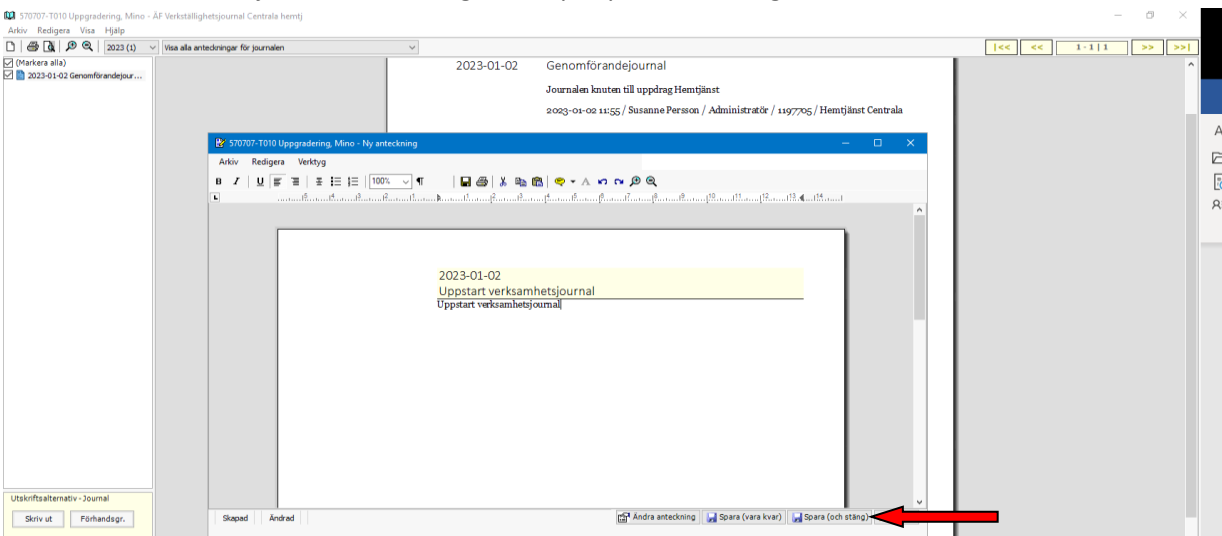 570707-T010 Uppgradering, Mino - ÄF Verkställighetsjournal Centrala hemtj
Arkiv Redigera Visa Hjälp
2023 (1) Visa alla anteckningar för journalen |<< << 1 - 1 | 1 >> >>|
(Markera alla)
2023-01-02 Genomförandejour...
2023-01-02 Genomförandejournal
Journalen knuten till uppdrag Hemtjänst
2023-01-02 11:55 / Susanne Persson / Administratör / 1197705 / Hemtjänst Centrala
570707-T010 Uppgradering, Mino - Ny anteckning
Arkiv Redigera Verktyg
B I U 100% ¶ A
2023-01-02
Uppstart verksamhetsjournal
Uppstart verksamhetsjournal
Utskriftsalternativ - Journal
Skriv ut Förhandsgr.
Skapad Ändrad Ändra anteckning Spara (vara kvar) Spara (och stäng)